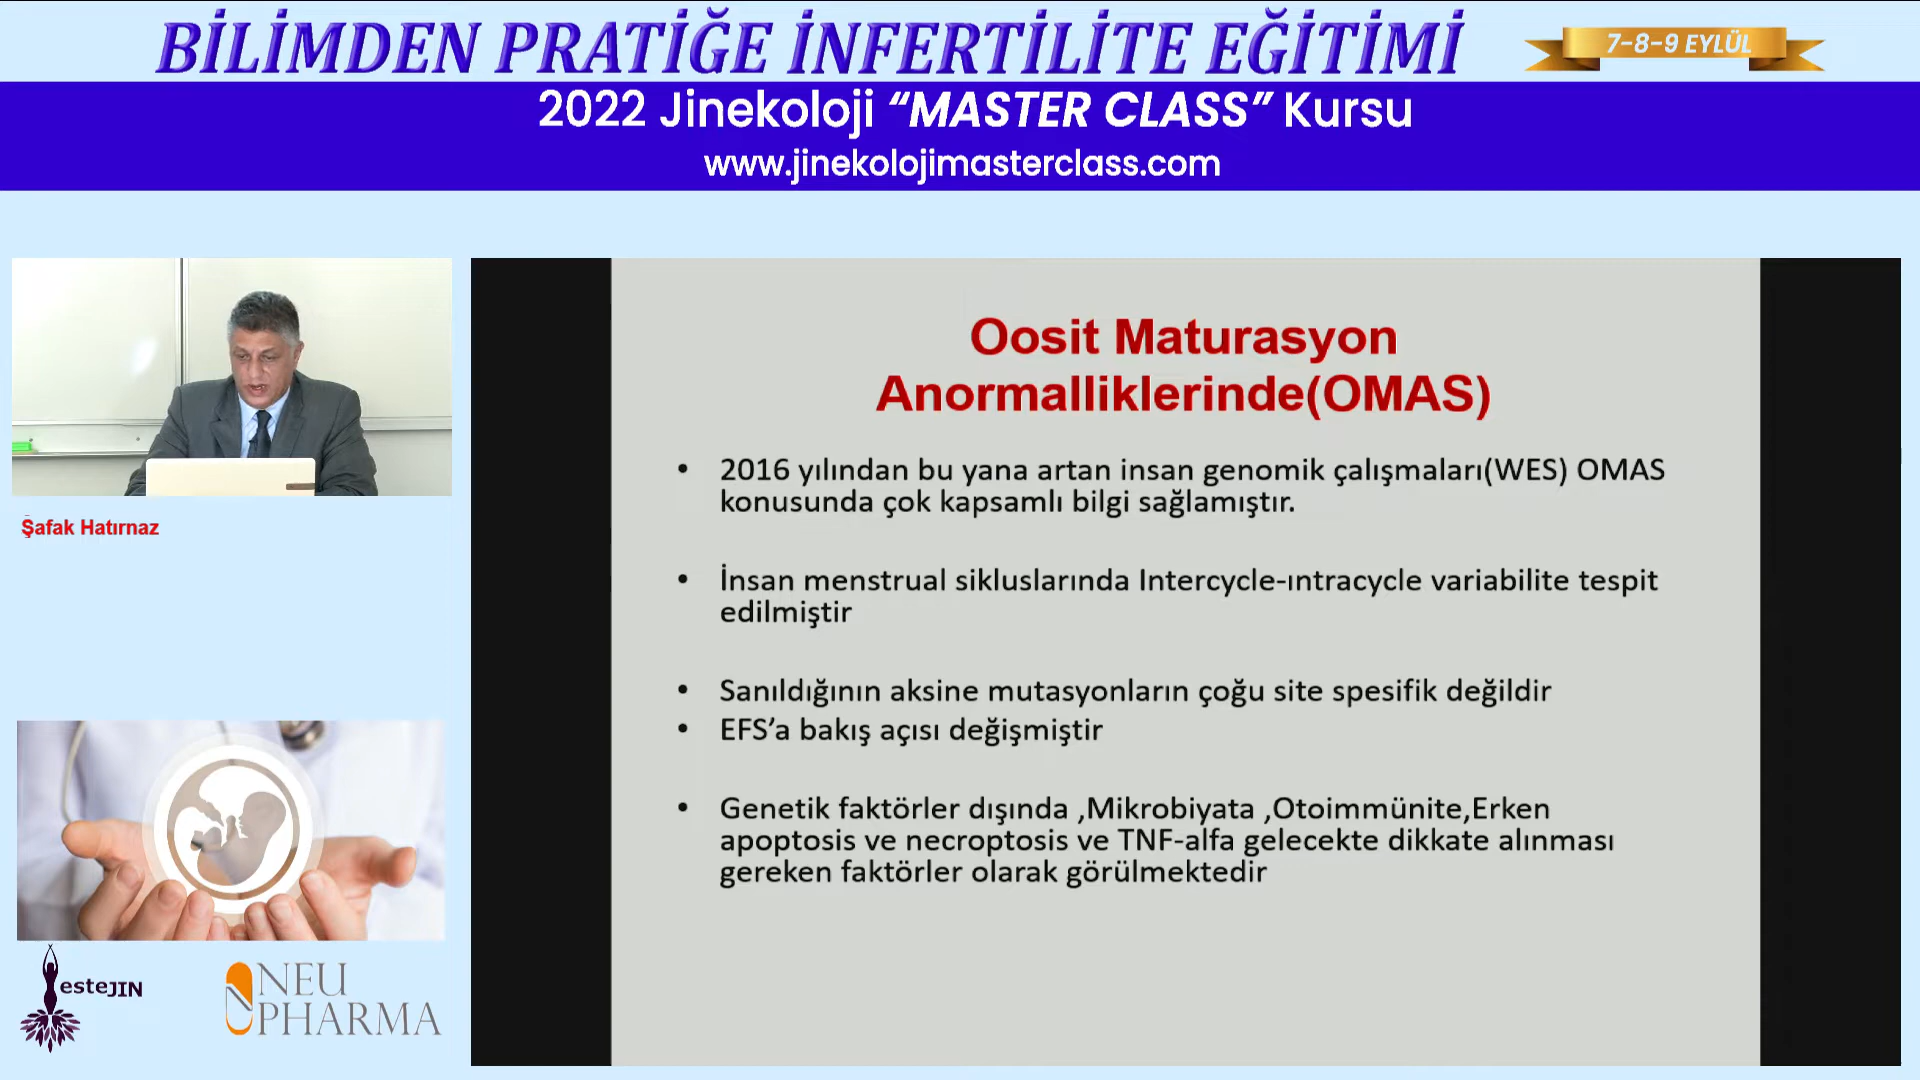 BİLİMDEN PRATİĞE İNFERTİLİTE EĞİTİMİ
7-8-9 EYLÜL
2022 Jinekoloji “MASTER CLASS” Kursu
www.jinekolojimasterclass.com
Şafak Hatırnaz
Oosit Maturasyon
Anormalliklerinde(OMAS)
• 2016 yılından bu yana artan insan genomik çalışmaları(WES) OMAS
konusunda çok kapsamlı bilgi sağlamıştır.
• İnsan menstrual sikluslarında Intercycle-ıntracycle variabilite tespit
edilmiştir
• Sanıldığının aksine mutasyonların çoğu site spesifik değildir
• EFS’a bakış açısı değişmiştir
• Genetik faktörler dışında ,Mikrobiyata ,Otoimmünite,Erken
apoptosis ve necroptosis ve TNF-alfa gelecekte dikkate alınması
gereken faktörler olarak görülmektedir
esteJIN
NEU
PHARMA